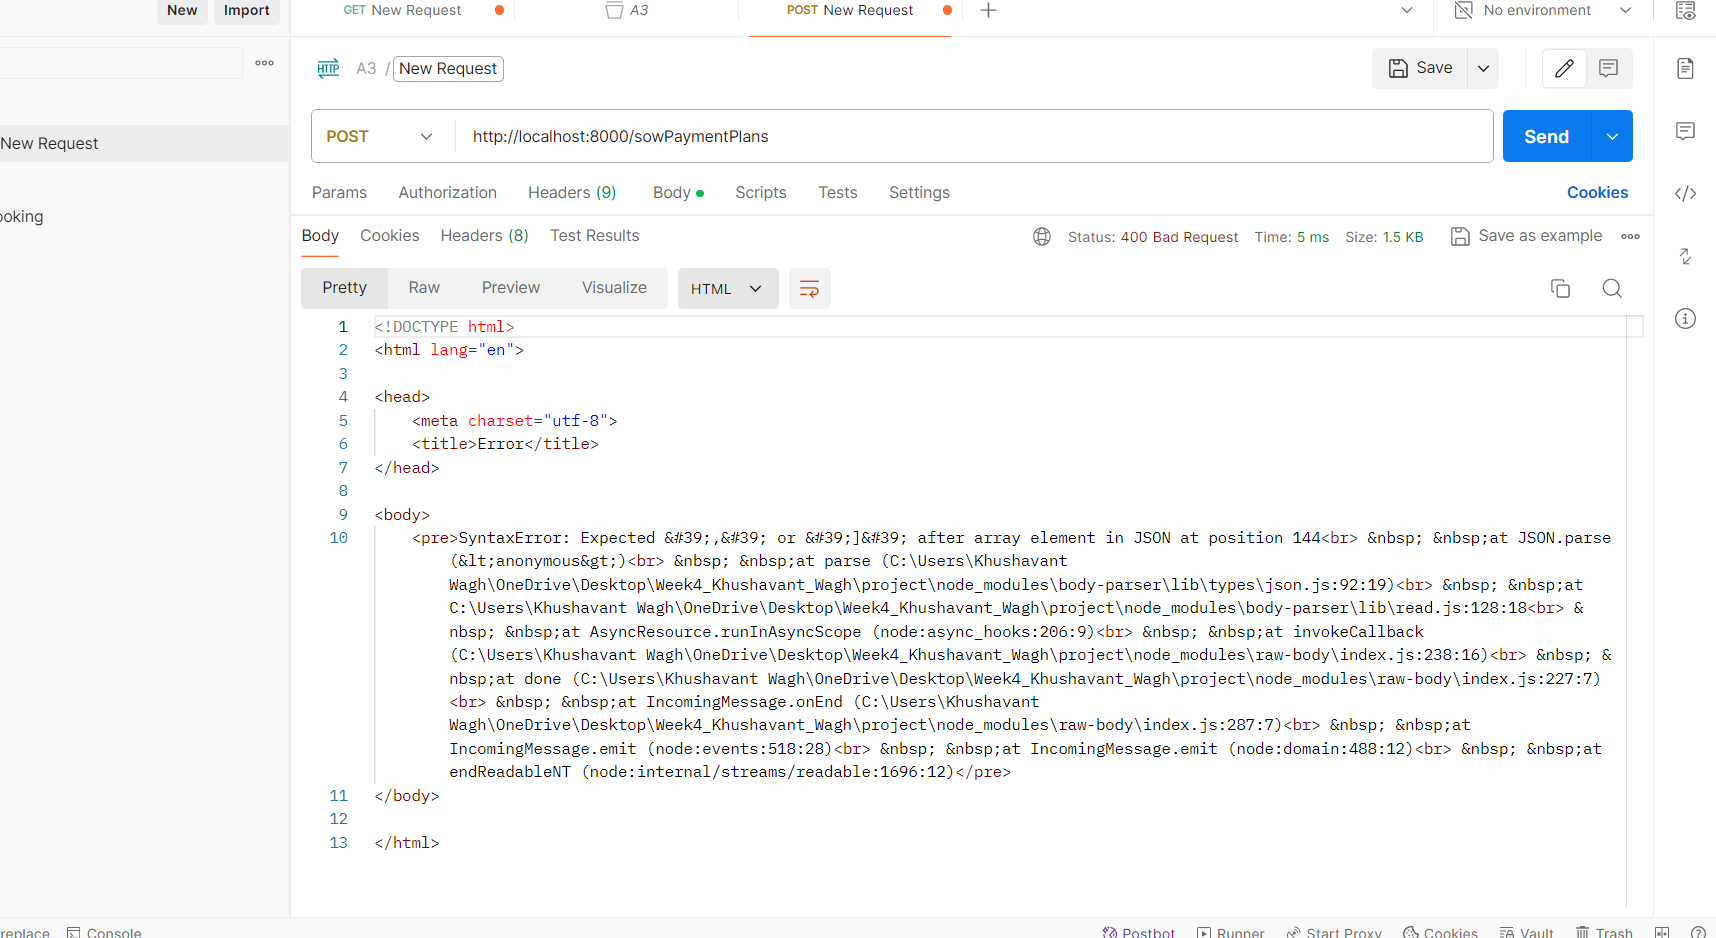 New Import GET New Request A3 POST New Request No environment
A3 / New Request Save
New Request
POST http://localhost:8000/sowPaymentPlans Send
Params Authorization Headers (9) Body Scripts Tests Settings Cookies
ooking
Body Cookies Headers (8) Test Results Status: 400 Bad Request Time: 5 ms Size: 1.5 KB Save as example
Pretty Raw Preview Visualize HTML
1 <!DOCTYPE html>
2 <html lang="en">
3
4 <head>
5 <meta charset="utf-8">
6 <title>Error</title>
7 </head>
8
9 <body>
10 <pre>SyntaxError: Expected &#39;,&#39; or &#39;]&#39; after array element in JSON at position 144<br> &nbsp; &nbsp;at JSON.parse
(&lt;anonymous&gt;)<br> &nbsp; &nbsp;at parse (C:\Users\Khushavant
Wagh\OneDrive\Desktop\Week4_Khushavant_Wagh\project\node_modules\body-parser\lib\types\json.js:92:19)<br> &nbsp; &nbsp;at
C:\Users\Khushavant Wagh\OneDrive\Desktop\Week4_Khushavant_Wagh\project\node_modules\body-parser\lib\read.js:128:18<br> &
nbsp; &nbsp;at AsyncResource.runInAsyncScope (node:async_hooks:206:9)<br> &nbsp; &nbsp;at invokeCallback
(C:\Users\Khushavant Wagh\OneDrive\Desktop\Week4_Khushavant_Wagh\project\node_modules\raw-body\index.js:238:16)<br> &nbsp; &
nbsp;at done (C:\Users\Khushavant Wagh\OneDrive\Desktop\Week4_Khushavant_Wagh\project\node_modules\raw-body\index.js:227:7)
<br> &nbsp; &nbsp;at IncomingMessage.onEnd (C:\Users\Khushavant
Wagh\OneDrive\Desktop\Week4_Khushavant_Wagh\project\node_modules\raw-body\index.js:287:7)<br> &nbsp; &nbsp;at
IncomingMessage.emit (node:events:518:28)<br> &nbsp; &nbsp;at IncomingMessage.emit (node:domain:488:12)<br> &nbsp; &nbsp;at
endReadableNT (node:internal/streams/readable:1696:12)</pre>
11 </body>
12
13 </html>
replace Console Postbot Runner Start Proxy Cookies Vault Trash